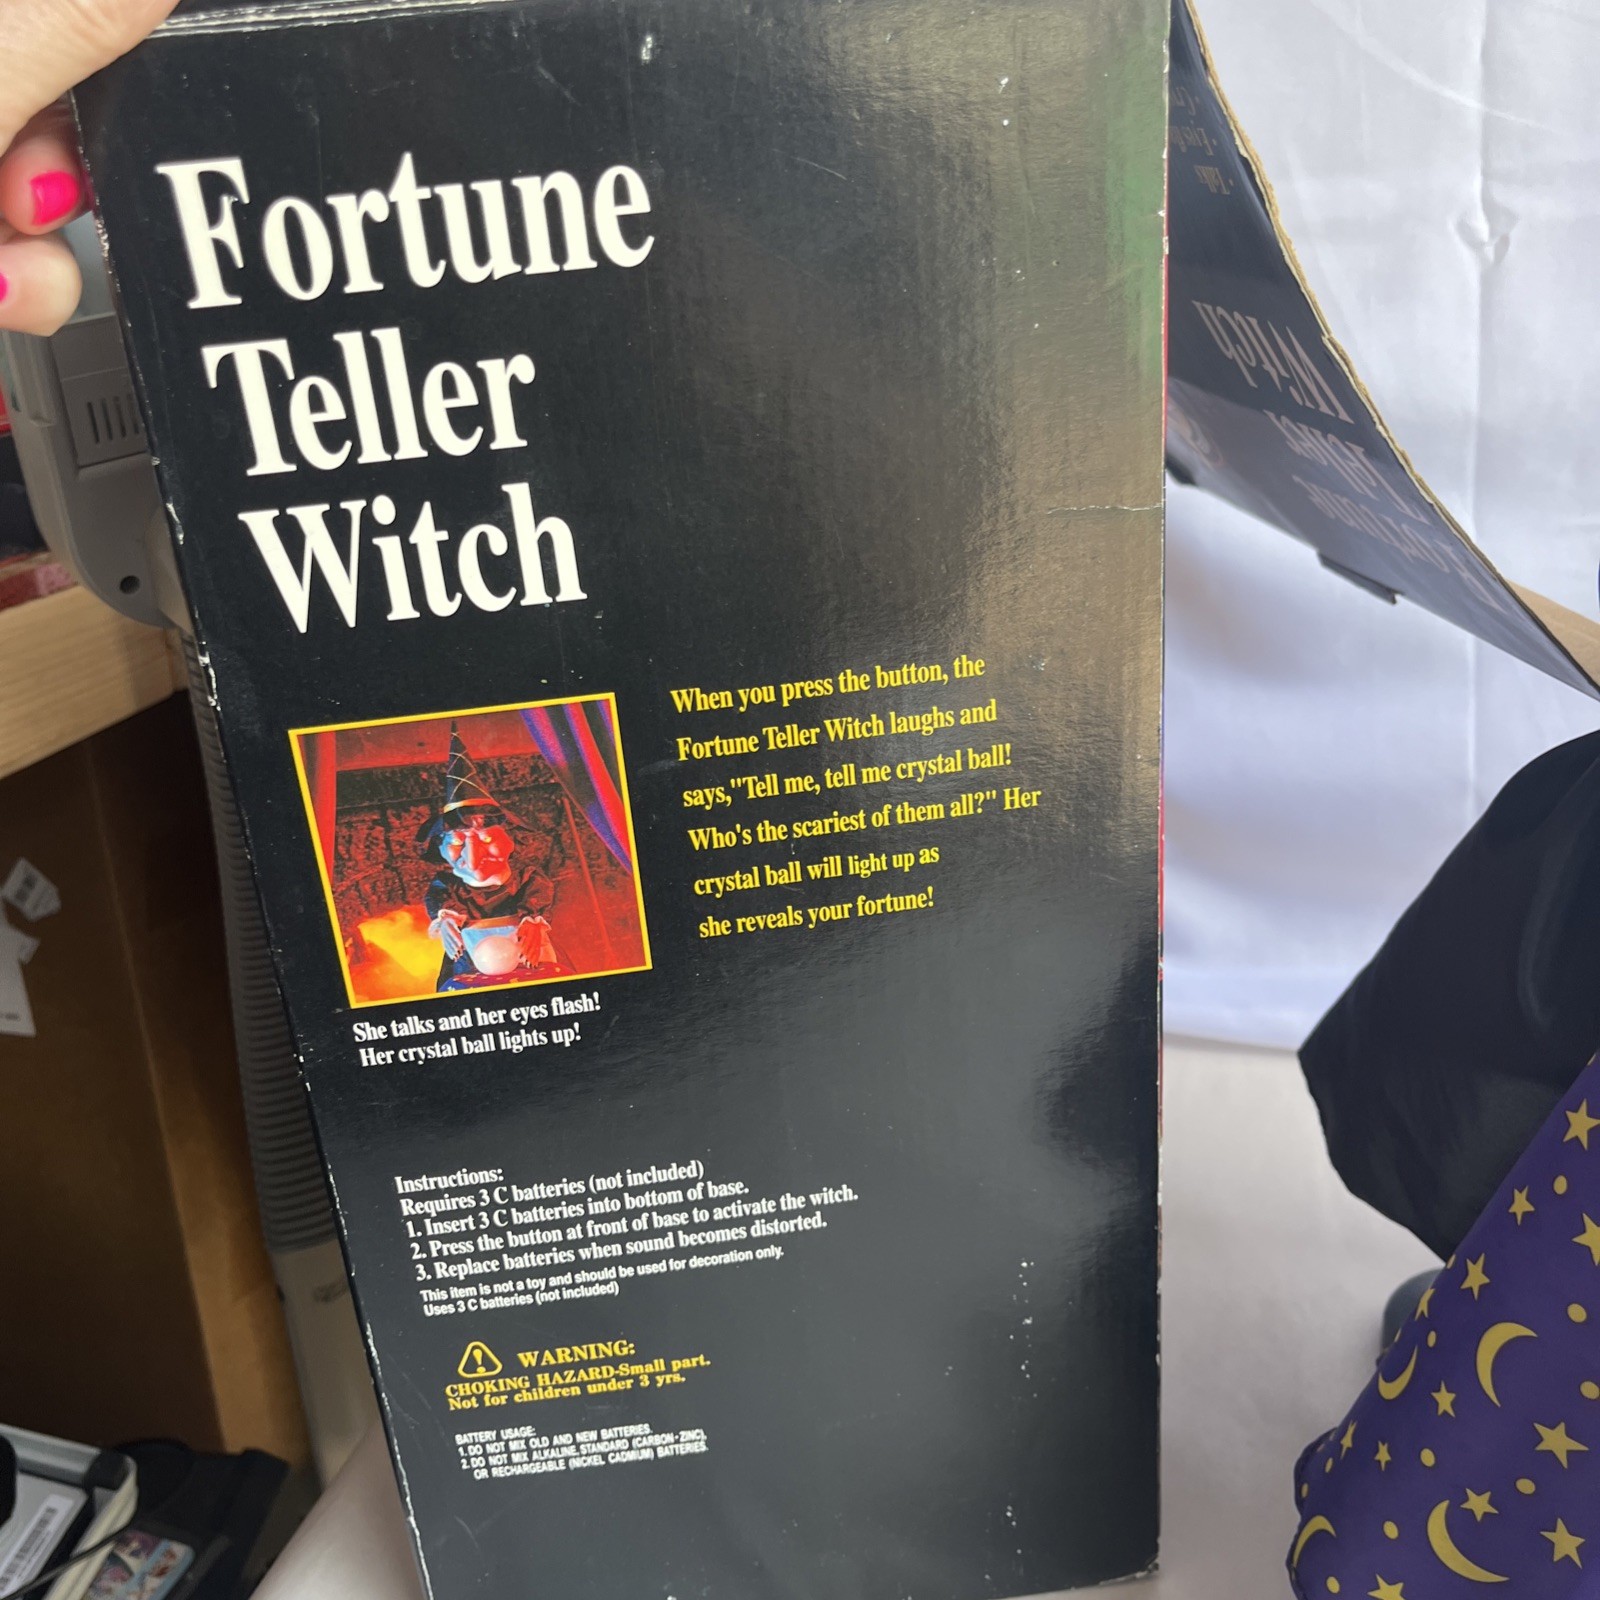 Fortune
Teller
Witch
When you press the button, the
Fortune Teller Witch laughs and
says,"Tell me, tell me crystal ball!
Who's the scariest of them all?" Her
crystal ball will light up as
she reveals your fortune!
She talks and her eyes flash!
Her crystal ball lights up!
Instructions:
Requires 3 C batteries (not included)
1. Insert 3 C batteries into bottom of base.
2. Press the button at front of base to activate the witch.
3. Replace batteries when sound becomes distorted.
This item is not a toy and should be used for decoration only.
Uses 3 C batteries (not included)
WARNING:
CHOKING HAZARD-Small part.
Not for children under 3 yrs.
BATTERY USAGE:
1. DO NOT MIX OLD AND NEW BATTERIES.
2. DO NOT MIX ALKALINE, STANDARD (CARBON-ZINC),
OR RECHARGEABLE (NICKEL CADMIUM) BATTERIES.
Fortune
Teller
Witch
• Talks